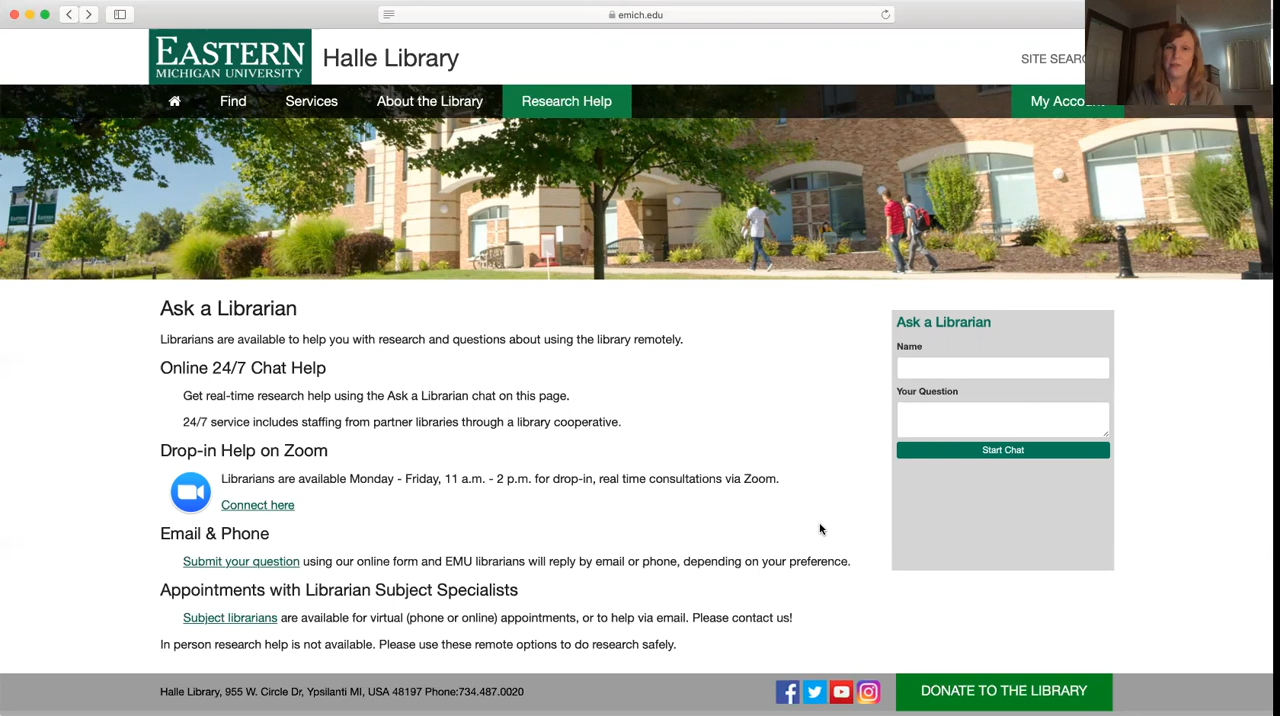 emich.edu
EASTERN
MICHIGAN UNIVERSITY
Halle Library
SITE SEARC
Find
Services
About the Library
Research Help
My Accou
Ask a Librarian
Librarians are available to help you with research and questions about using the library remotely.
Online 24/7 Chat Help
Get real-time research help using the Ask a Librarian chat on this page.
24/7 service includes staffing from partner libraries through a library cooperative.
Drop-in Help on Zoom
Librarians are available Monday - Friday, 11 a.m. - 2 p.m. for drop-in, real time consultations via Zoom.
Connect here
Email & Phone
Submit your question using our online form and EMU librarians will reply by email or phone, depending on your preference.
Appointments with Librarian Subject Specialists
Subject librarians are available for virtual (phone or online) appointments, or to help via email. Please contact us!
In person research help is not available. Please use these remote options to do research safely.
Ask a Librarian
Name
Your Question
Start Chat
Halle Library, 955 W. Circle Dr, Ypsilanti MI, USA 48197 Phone:734.487.0020
DONATE TO THE LIBRARY